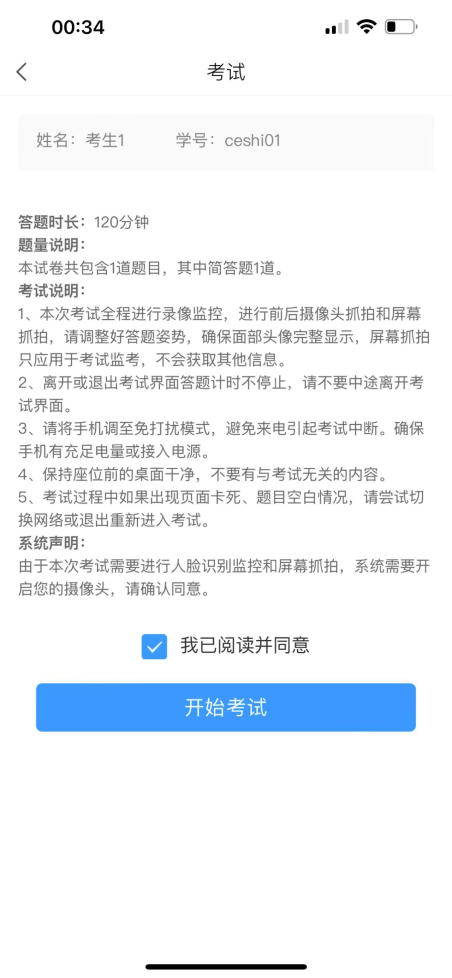 00:34
考试
姓名：考生1 学号：ceshi01
答题时长：120分钟
题量说明：
本试卷共包含1道题目，其中简答题1道。
考试说明：
1、本次考试全程进行录像监控，进行前后摄像头抓拍和屏幕
抓拍，请调整好答题姿势，确保面部头像完整显示，屏幕抓拍
只应用于考试监考，不会获取其他信息。
2、离开或退出考试界面答题计时不停止，请不要中途离开考
试界面。
3、请将手机调至免打扰模式，避免来电引起考试中断。确保
手机有充足电量或接入电源。
4、保持座位前的桌面干净，不要有与考试无关的内容。
5、考试过程中如果出现页面卡死、题目空白情况，请尝试切
换网络或退出重新进入考试。
系统声明：
由于本次考试需要进行人脸识别监控和屏幕抓拍，系统需要开
启您的摄像头，请确认同意。
我已阅读并同意
开始考试